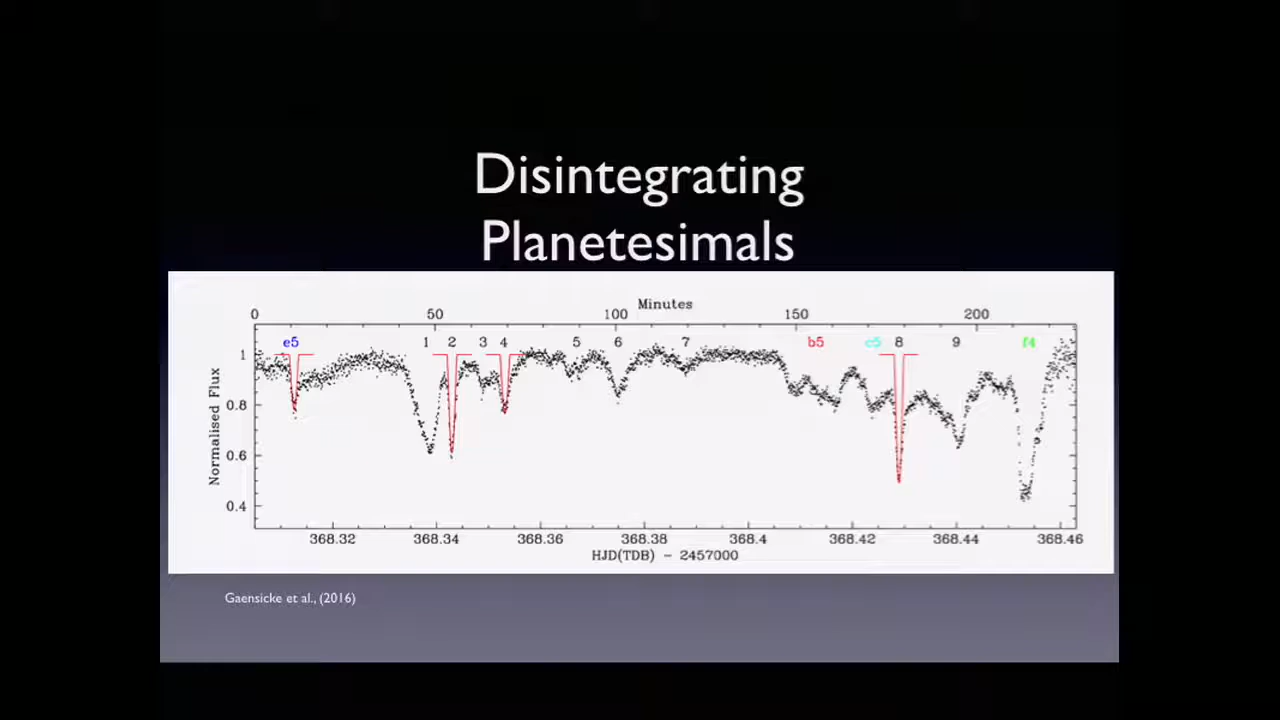 Disintegrating
Planetesimals
Minutes
0 50 100 150 200
e5 1 2 3 4 5 6 7 b5 c5 8 9 f4
Normalised Flux
1
0.8
0.6
0.4
368.32 368.34 368.36 368.38 368.4 368.42 368.44 368.46
HJD(TDB) − 2457000
Gaensicke et al., (2016)